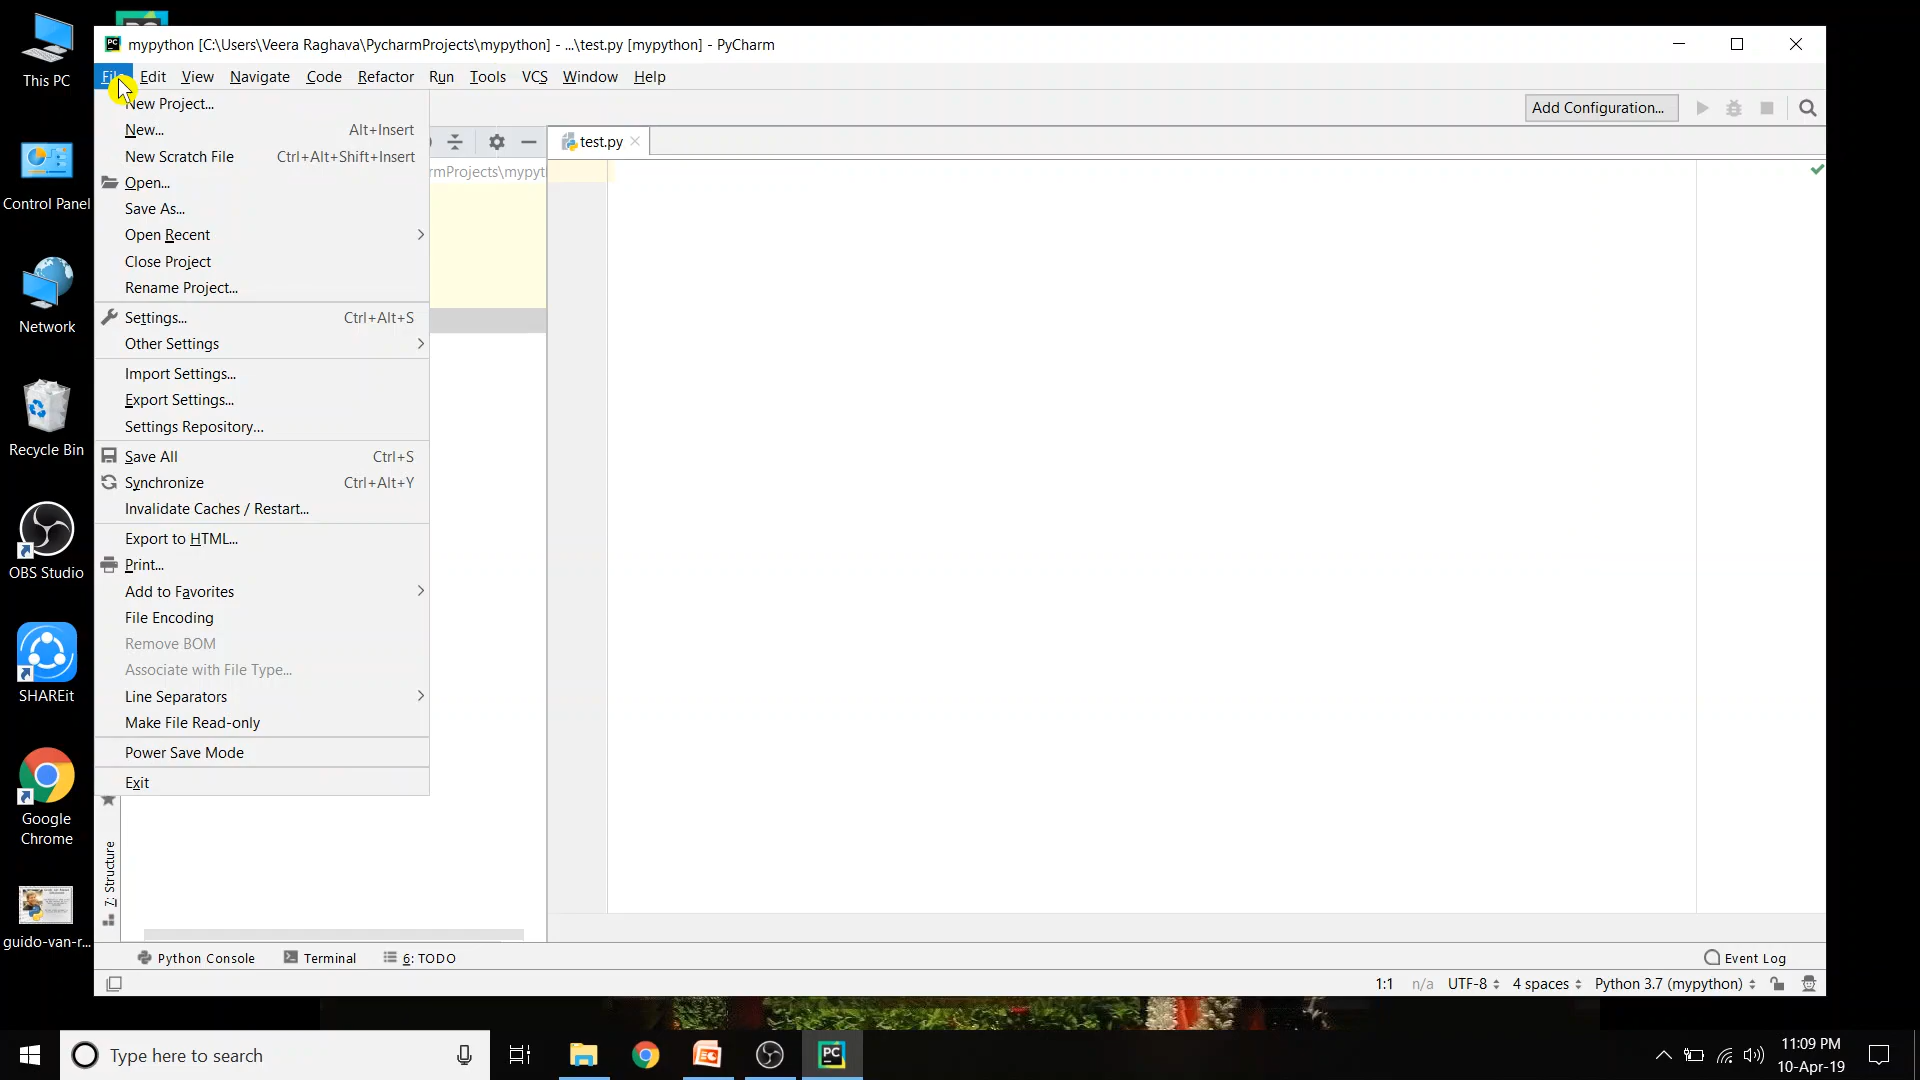 This PC
Control Panel
Network
Recycle Bin
OBS Studio
SHAREit
Google
Chrome
guido-van-r...
PC mypython [C:\Users\Veera Raghava\PycharmProjects\mypython] - ...\test.py [mypython] - PyCharm
File Edit View Navigate Code Refactor Run Tools VCS Window Help
Add Configuration...
New Project...
New... Alt+Insert
New Scratch File Ctrl+Alt+Shift+Insert
Open...
Save As...
Open Recent
Close Project
Rename Project...
Settings... Ctrl+Alt+S
Other Settings
Import Settings...
Export Settings...
Settings Repository...
Save All Ctrl+S
Synchronize Ctrl+Alt+Y
Invalidate Caches / Restart...
Export to HTML...
Print...
Add to Favorites
File Encoding
Remove BOM
Associate with File Type...
Line Separators
Make File Read-only
Power Save Mode
Exit
rmProjects\mypyt
test.py
Z: Structure
Python Console Terminal 6: TODO Event Log
1:1 n/a UTF-8 4 spaces Python 3.7 (mypython)
Type here to search
PC
11:09 PM
10-Apr-19